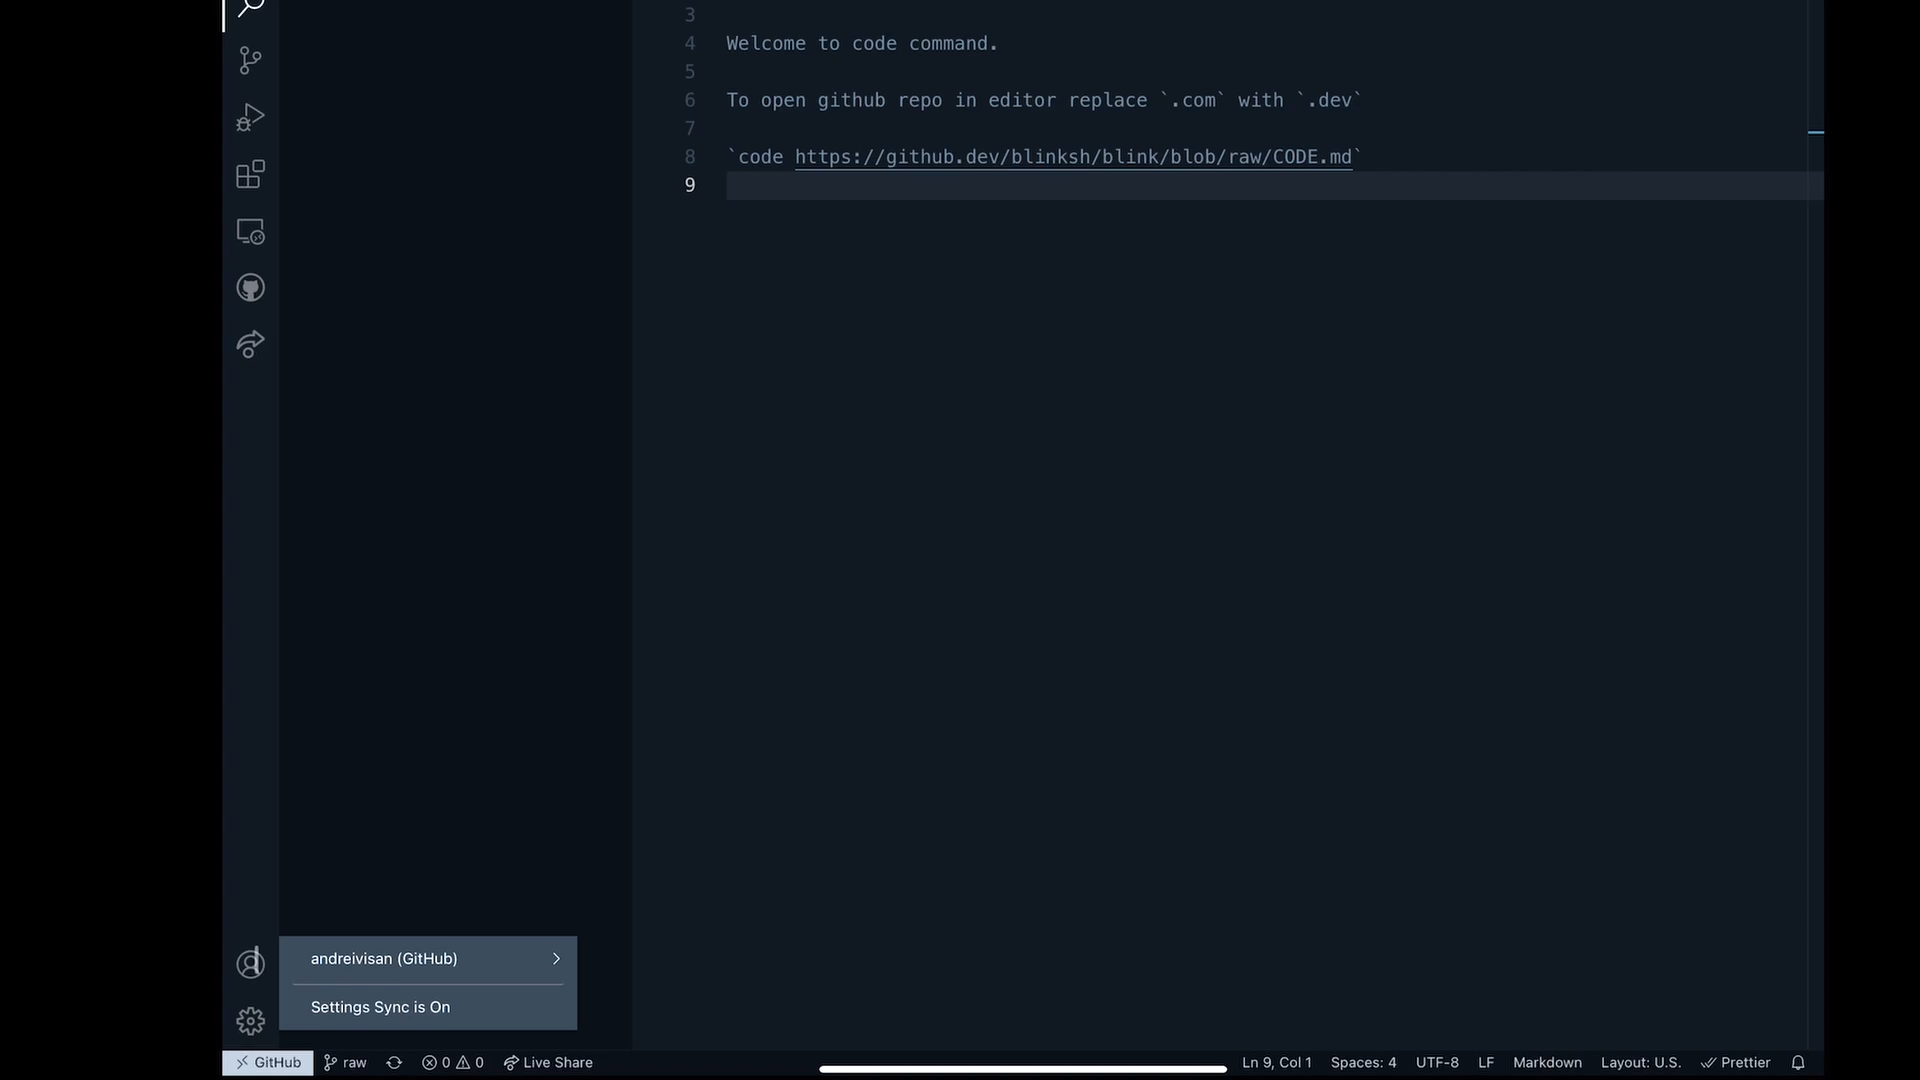 3
4 Welcome to code command.
5
6 To open github repo in editor replace `.com` with `.dev`
7
8 `code https://github.dev/blinksh/blink/blob/raw/CODE.md`
9
andreivisan (GitHub)
Settings Sync is On
GitHub raw 0 0 Live Share Ln 9, Col 1 Spaces: 4 UTF-8 LF Markdown Layout: U.S. Prettier